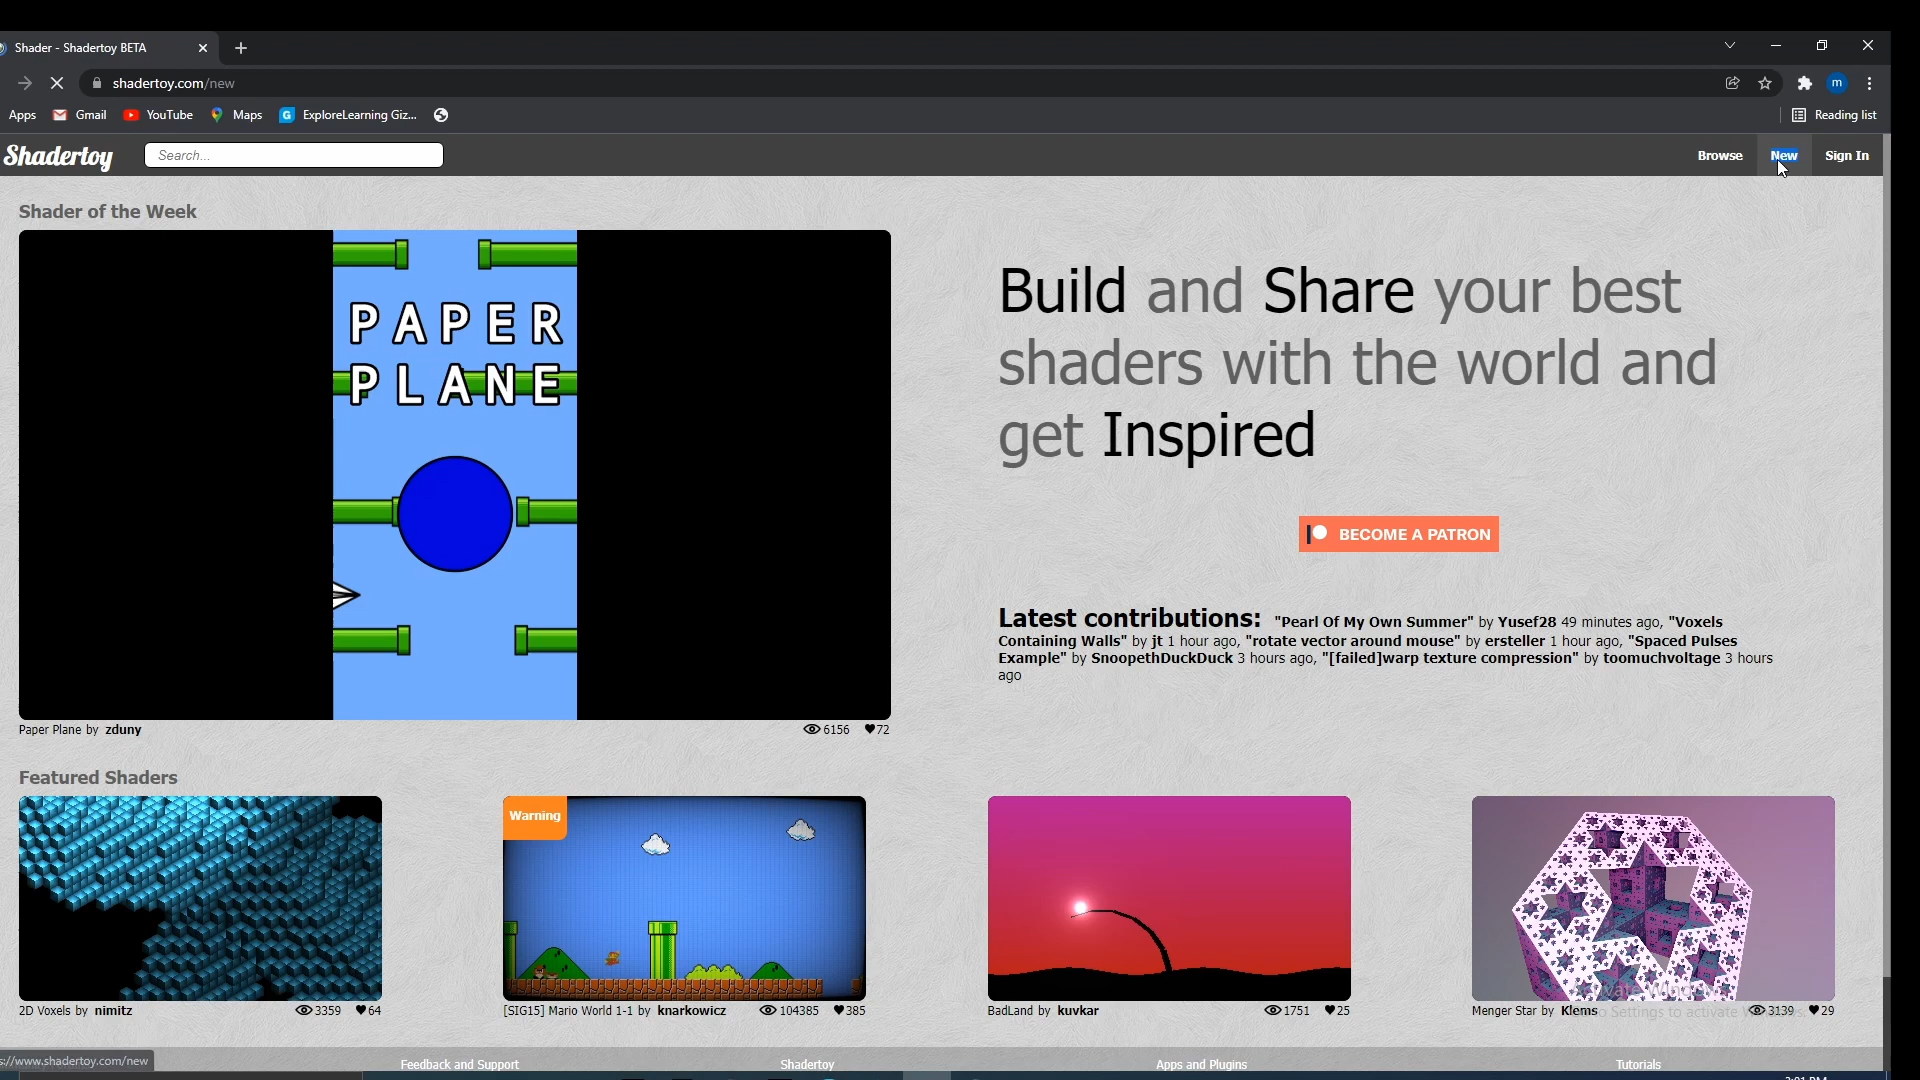 Shader - Shadertoy BETA
shadertoy.com/new
Apps Gmail YouTube Maps ExploreLearning Giz... Reading list
Shadertoy Search... Browse New Sign In
Shader of the Week
PAPER
PLANE
Paper Plane by zduny 6156 72
Build and Share your best
shaders with the world and
get Inspired
BECOME A PATRON
Latest contributions: "Pearl Of My Own Summer" by Yusef28 49 minutes ago, "Voxels
Containing Walls" by jt 1 hour ago, "rotate vector around mouse" by ersteller 1 hour ago, "Spaced Pulses
Example" by SnoopethDuckDuck 3 hours ago, "[failed]warp texture compression" by toomuchvoltage 3 hours
ago
Featured Shaders
Warning
2D Voxels by nimitz 3359 64
[SIG15] Mario World 1-1 by knarkowicz 104385 385
BadLand by kuvkar 1751 25
Menger Star by Klems 3139 29
s://www.shadertoy.com/new
Feedback and Support Shadertoy Apps and Plugins Tutorials